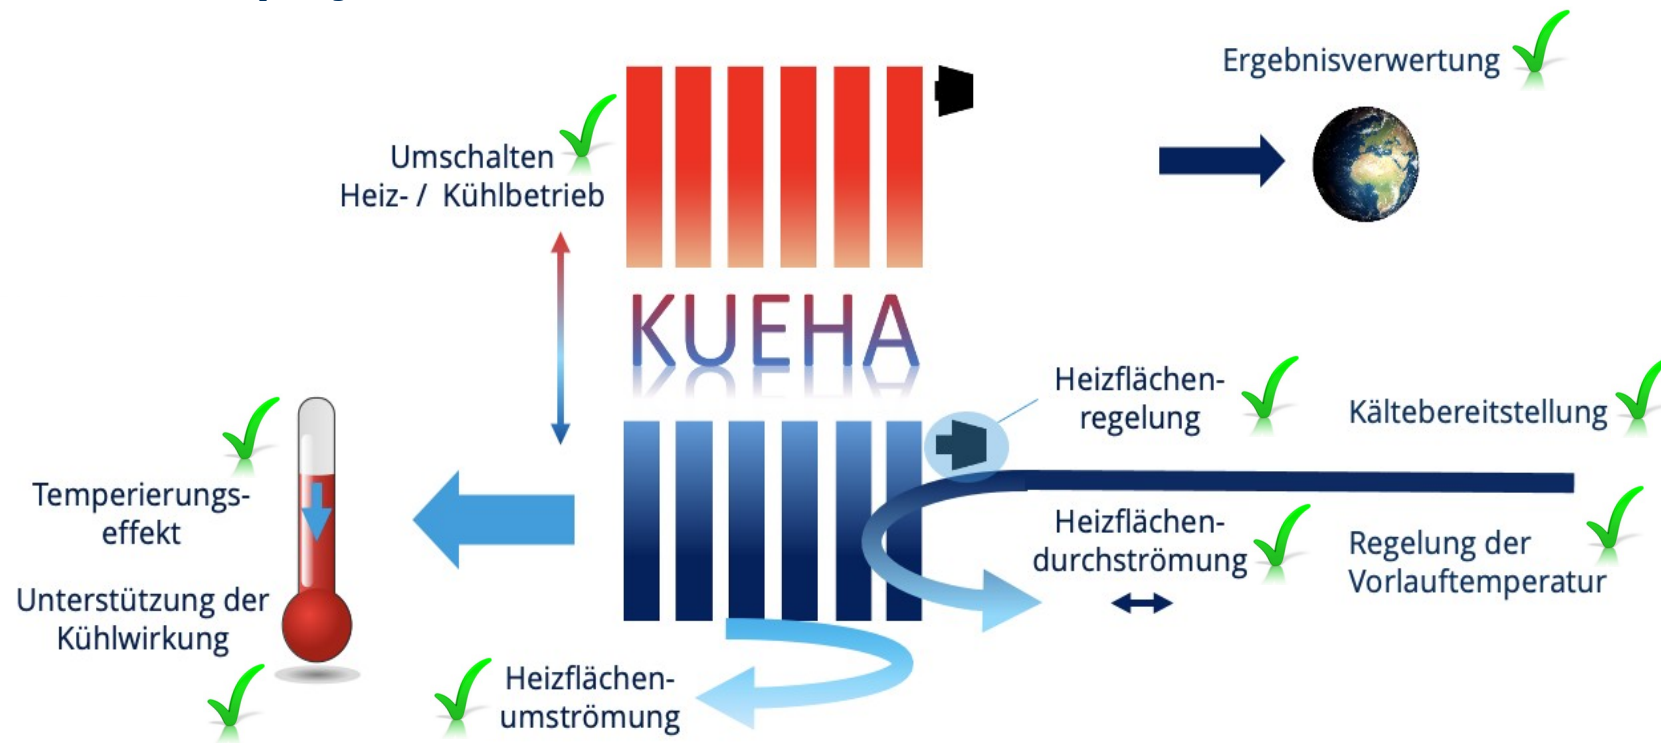 Ergebnisverwertung
Umschalten
Heiz- / Kühlbetrieb
KUEHA
Heizflächen-
regelung
Kältebereitstellung
Temperierungs-
effekt
Heizflächen-
durchströmung
Regelung der
Vorlauftemperatur
Unterstützung der
Kühlwirkung
Heizflächen-
umströmung